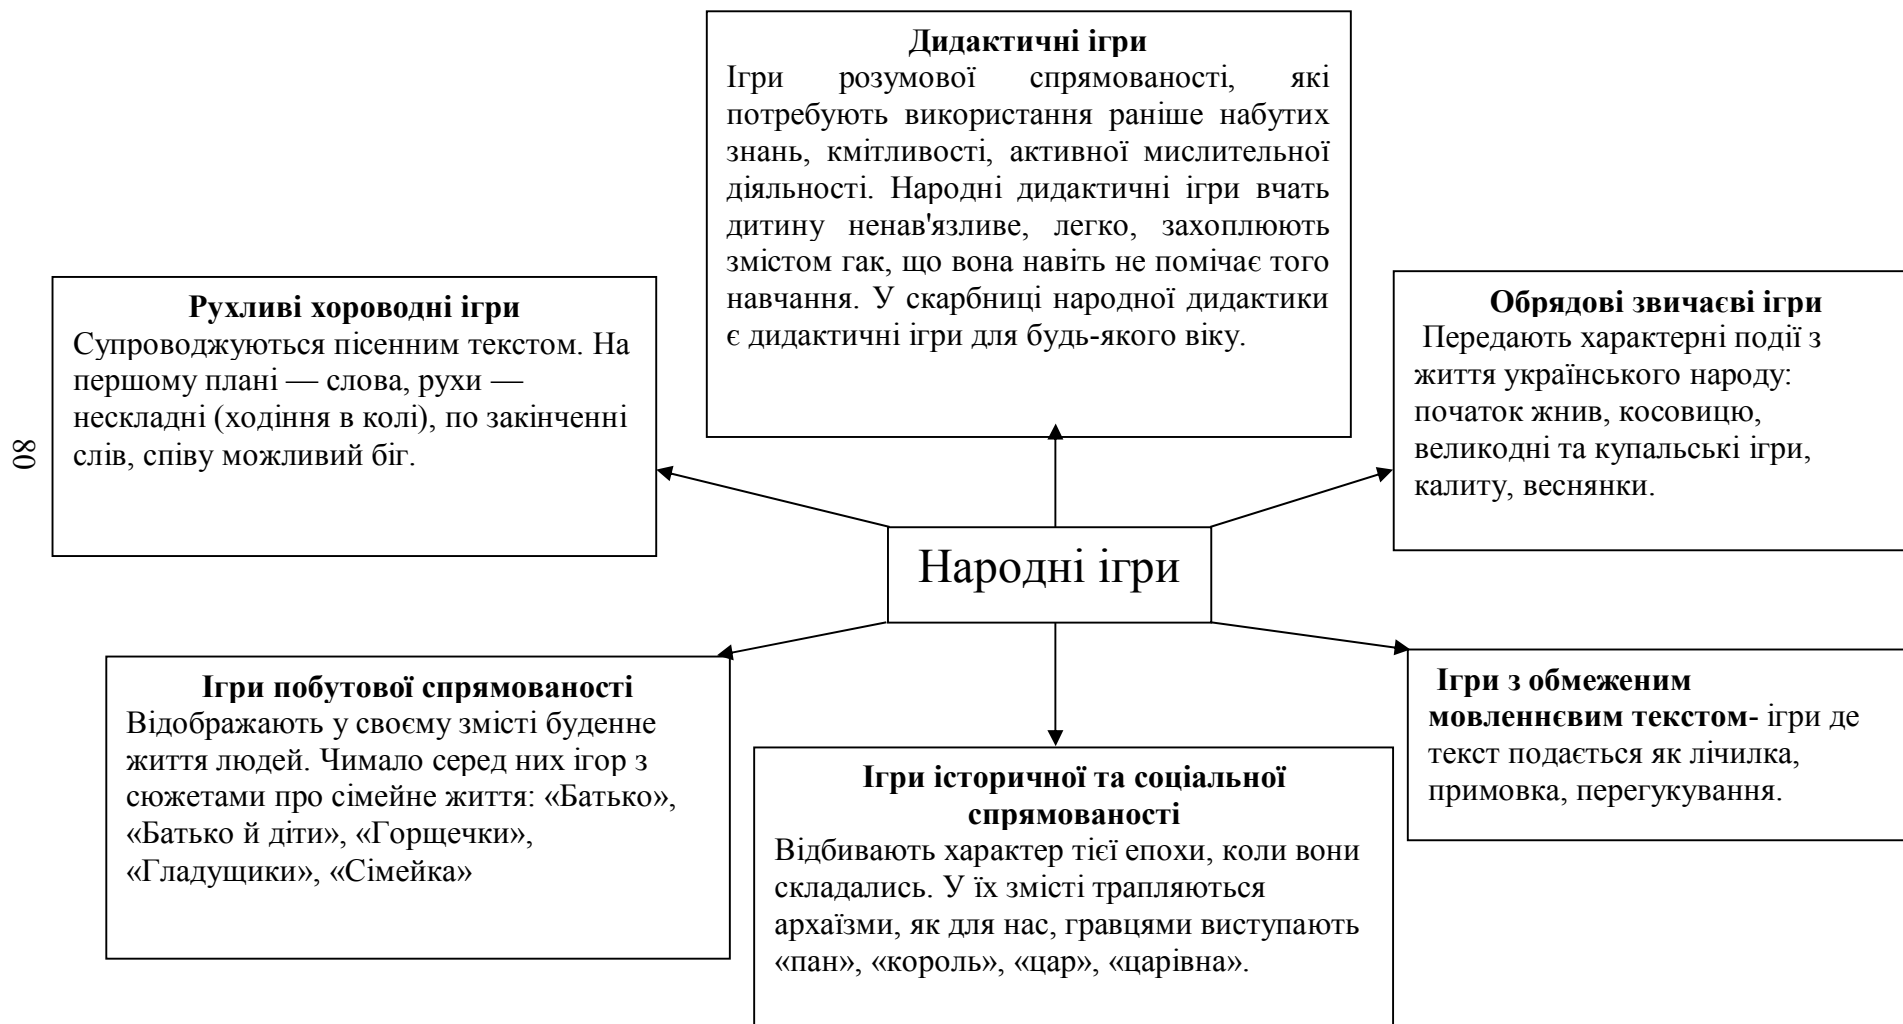 Дидактичні ігри
Ігри розумової спрямованості, які
потребують використання раніше набутих
знань, кмітливості, активної мислительної
діяльності. Народні дидактичні ігри вчать
дитину ненав'язливе, легко, захоплюють
змістом гак, що вона навіть не помічає того
навчання. У скарбниці народної дидактики
є дидактичні ігри для будь-якого віку.
Рухливі хороводні ігри
Супроводжуються пісенним текстом. На
першому плані — слова, рухи —
нескладні (ходіння в колі), по закінченні
слів, співу можливий біг.
Обрядові звичаєві ігри
Передають характерні події з
життя українського народу:
початок жнив, косовицю,
великодні та купальські ігри,
калиту, веснянки.
80
Народні ігри
Ігри побутової спрямованості
Відображають у своєму змісті буденне
життя людей. Чимало серед них ігор з
сюжетами про сімейне життя: «Батько»,
«Батько й діти», «Горщечки»,
«Гладущики», «Сімейка»
Ігри історичної та соціальної
спрямованості
Відбивають характер тієї епохи, коли вони
складались. У їх змісті трапляються
архаїзми, як для нас, гравцями виступають
«пан», «король», «цар», «царівна».
Ігри з обмеженим
мовленнєвим текстом- ігри де
текст подається як лічилка,
примовка, перегукування.